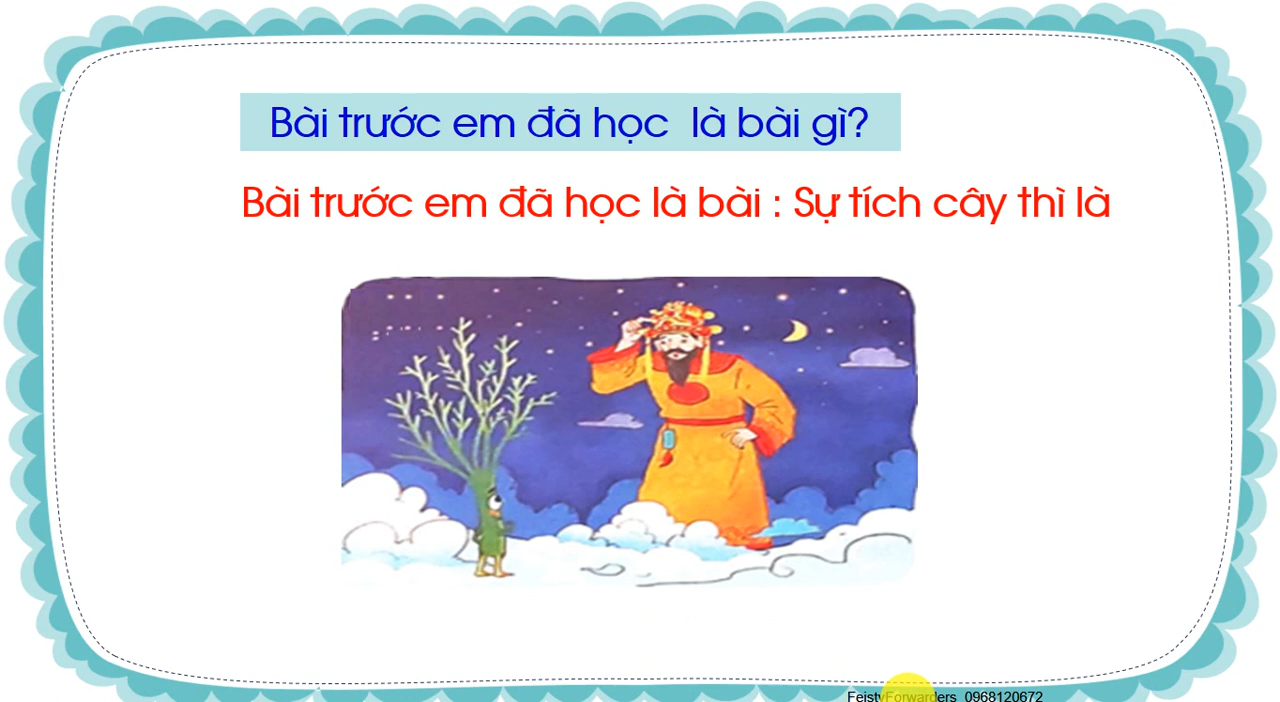 Bài trước em đã học là bài gì?
Bài trước em đã học là bài : Sự tích cây thì là
FeistyForwarders_0968120672